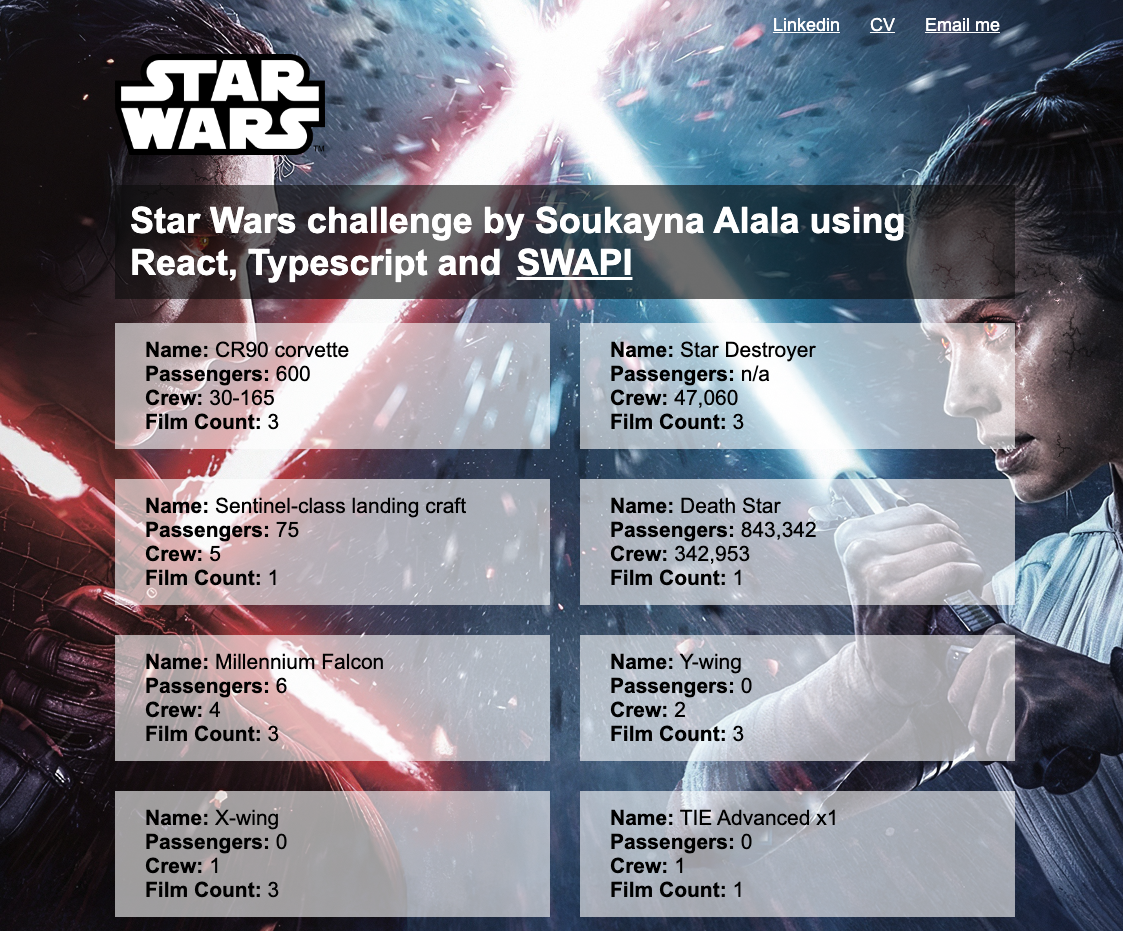 Linkedin CV Email me
STAR
WARS
TM
Star Wars challenge by Soukayna Alala using
React, Typescript and SWAPI
Name: CR90 corvette
Passengers: 600
Crew: 30-165
Film Count: 3
Name: Star Destroyer
Passengers: n/a
Crew: 47,060
Film Count: 3
Name: Sentinel-class landing craft
Passengers: 75
Crew: 5
Film Count: 1
Name: Death Star
Passengers: 843,342
Crew: 342,953
Film Count: 1
Name: Millennium Falcon
Passengers: 6
Crew: 4
Film Count: 3
Name: Y-wing
Passengers: 0
Crew: 2
Film Count: 3
Name: X-wing
Passengers: 0
Crew: 1
Film Count: 3
Name: TIE Advanced x1
Passengers: 0
Crew: 1
Film Count: 1